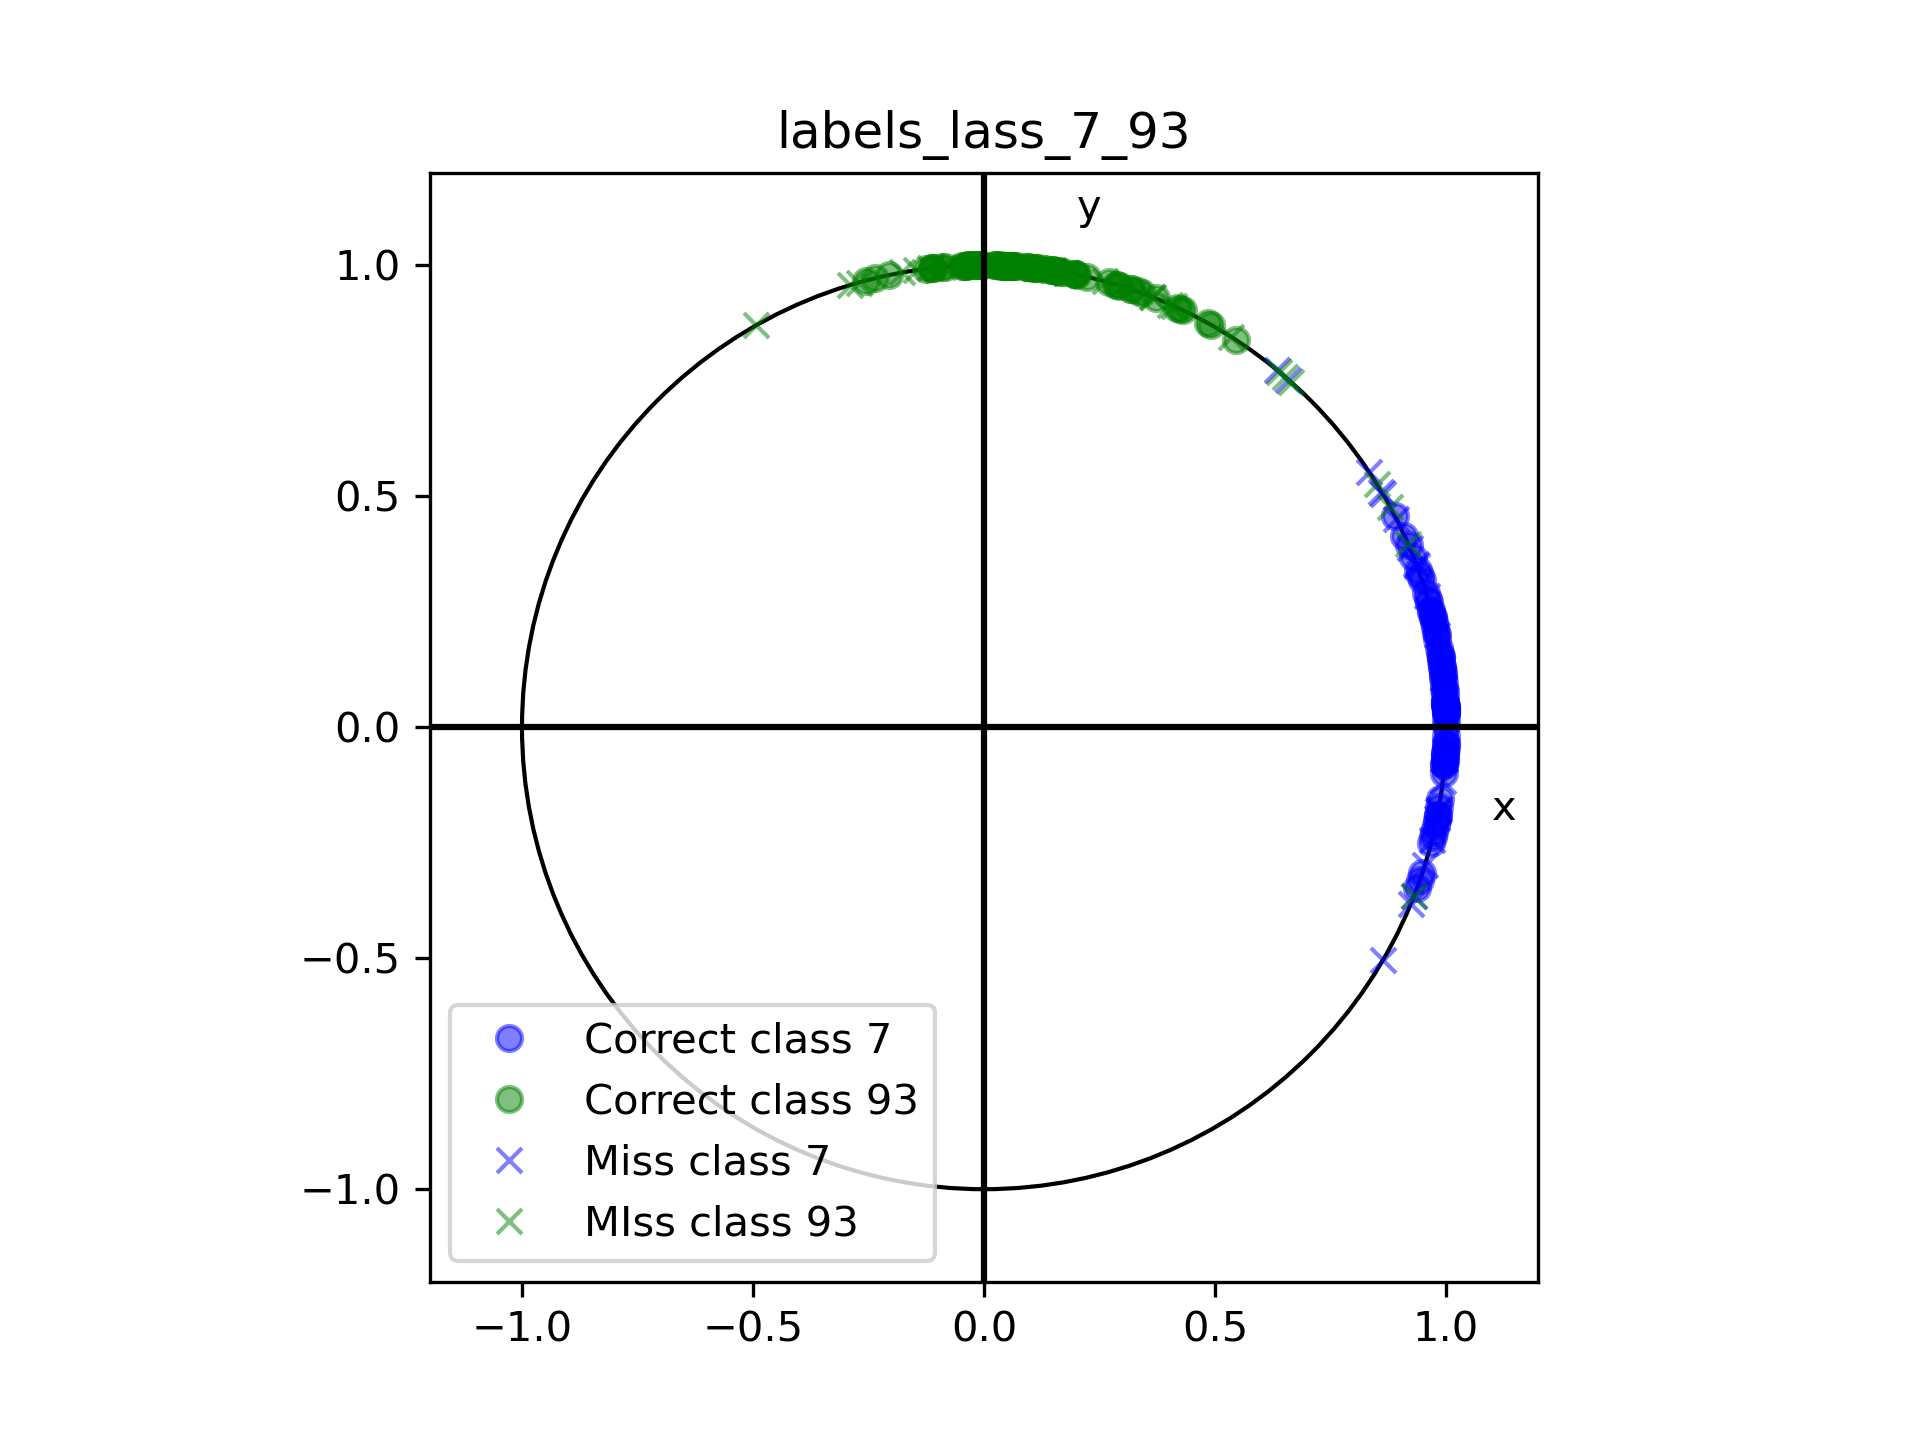 labels_lass_7_93
y
1.0
0.5
0.0
−0.5
−1.0
x
Correct class 7
Correct class 93
Miss class 7
MIss class 93
−1.0 −0.5 0.0 0.5 1.0